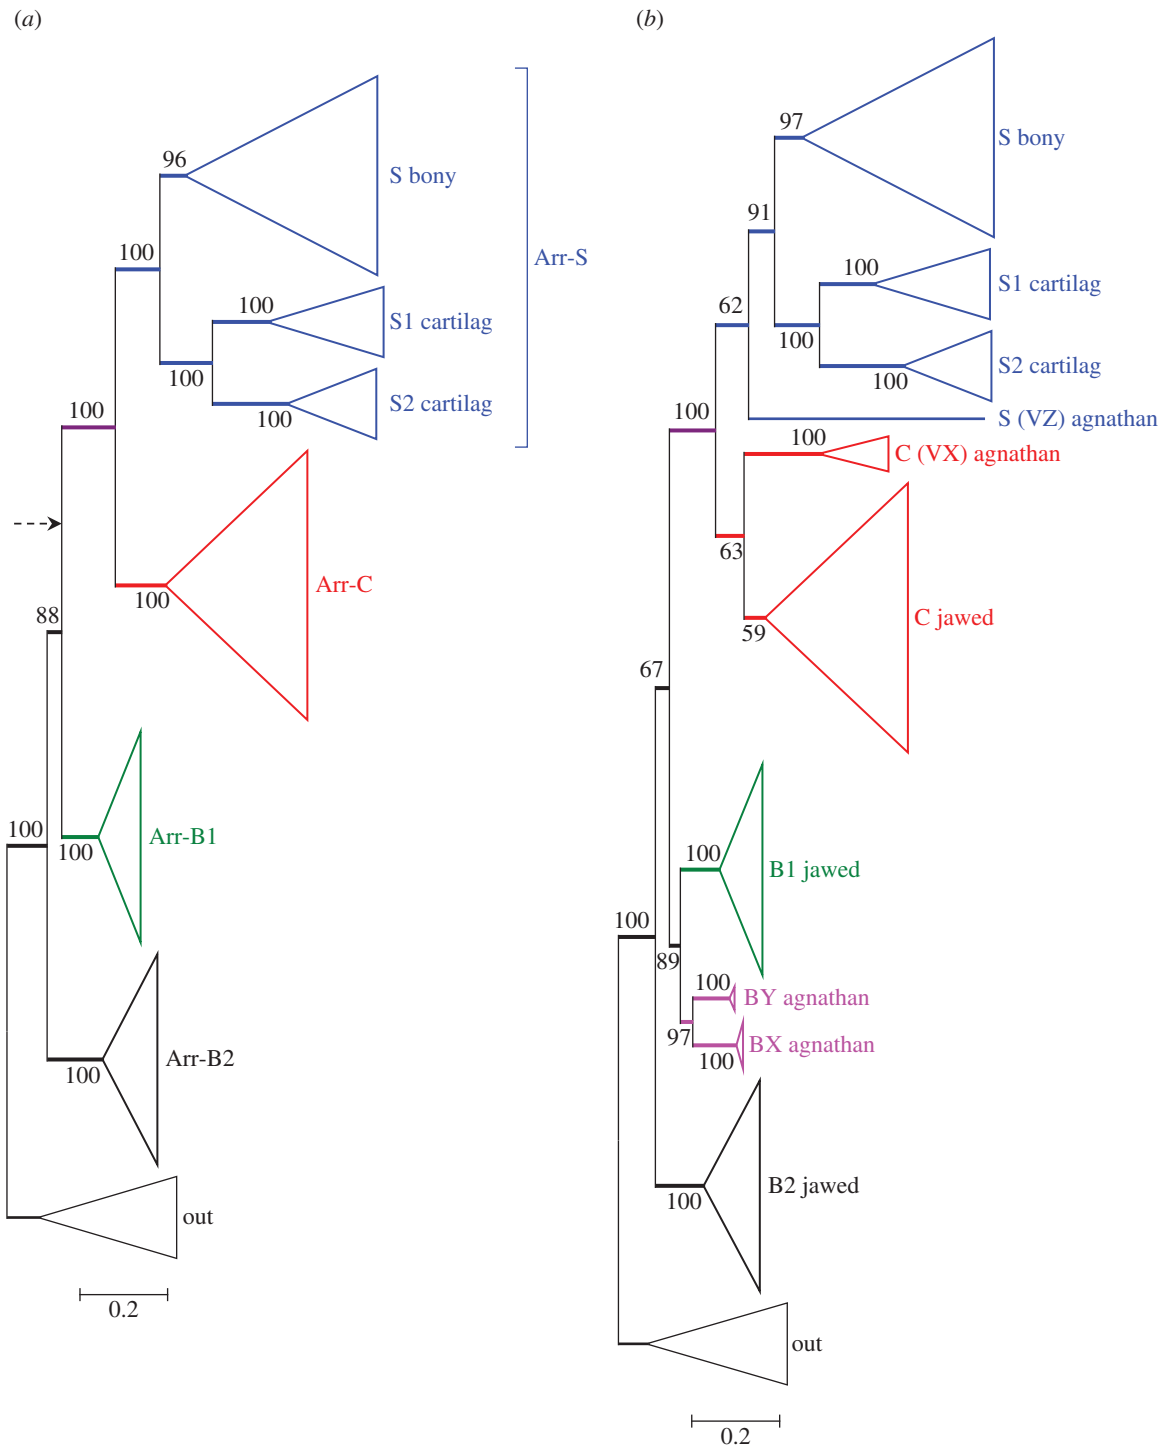 (a)
96
S bony
100
Arr-S
100
S1 cartilag
100
S2 cartilag
100
100
Arr-C
100
88
100
Arr-B1
100
Arr-B2
100
out
0.2
(b)
97
S bony
91
100
S1 cartilag
62
100
S2 cartilag
100
S (VZ) agnathan
100
100
C (VX) agnathan
63
C jawed
59
67
100
B1 jawed
100
89
100
BY agnathan
97
BX agnathan
100
B2 jawed
100
out
0.2